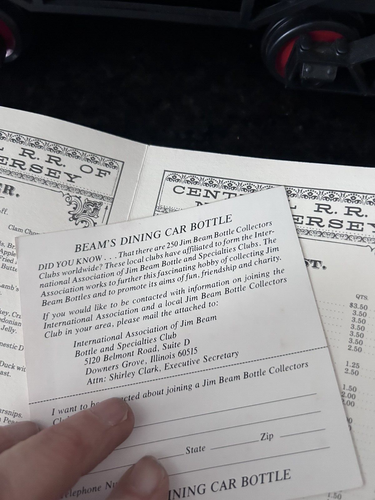 R.R. OF
JERSEY
CENT
R. R.
ERSEY
ST.
QTS
$3.50
3.50
3.50
3.50
3.50
2.50
1.25
2.50
1.50
BEAM'S DINING CAR BOTTLE
DID YOU KNOW . . . That there are 250 Jim Beam Bottle Collectors
Clubs worldwide? These local clubs have affiliated to form the Inter-
national Association of Jim Beam Bottle and Specialties Clubs. The
Association works to further this fascinating hobby of collecting Jim
Beam Bottles and to promote its aims of fun, friendship and charity.
If you would like to be contacted with information on joining the
International Association and a local Jim Beam Bottle Collectors
Club in your area, please mail the attached to:
International Association of Jim Beam
Bottle and Specialties Club
5120 Belmont Road, Suite D
Downers Grove, Illinois 60515
Attn: Shirley Clark, Executive Secretary
I want to be contacted about joining a Jim Beam Bottle Collectors
State Zip
Telephone Nu
INING CAR BOTTLE